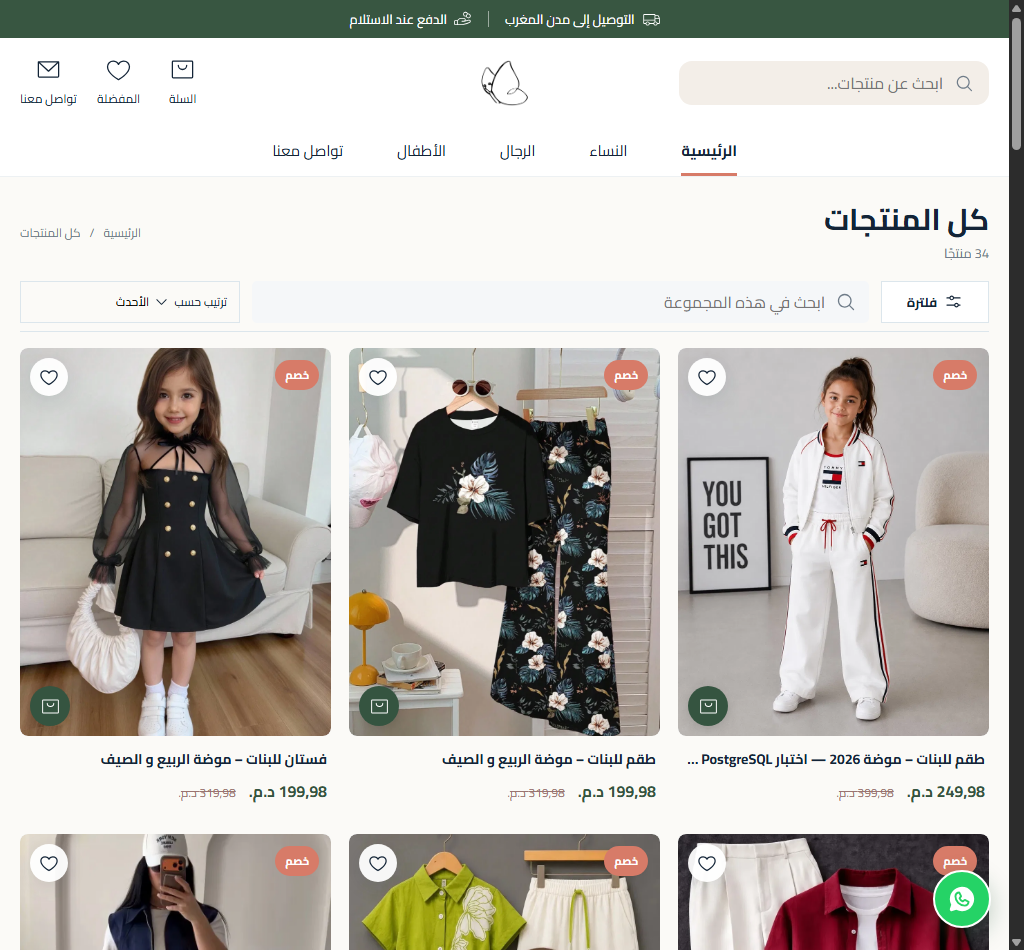 التوصيل إلى مدن المغرب
الدفع عند الاستلام
ابحث عن منتجات...
السلة
المفضلة
تواصل معنا
الرئيسية
النساء
الرجال
الأطفال
تواصل معنا
كل المنتجات
34 منتجًا
الرئيسية / كل المنتجات
فلترة
ابحث في هذه المجموعة
ترتيب حسب
الأحدث
خصم
YOU
GOT
THIS
TOMMY
HILFIGER
خصم
خصم
طقم للبنات – موضة 2026 — اختبار PostgreSQL ...
249,98 د.م. 399,98 د.م.
طقم للبنات – موضة الربيع و الصيف
199,98 د.م. 319,98 د.م.
فستان للبنات – موضة الربيع و الصيف
199,98 د.م. 319,98 د.م.
خصم
خصم
خصم